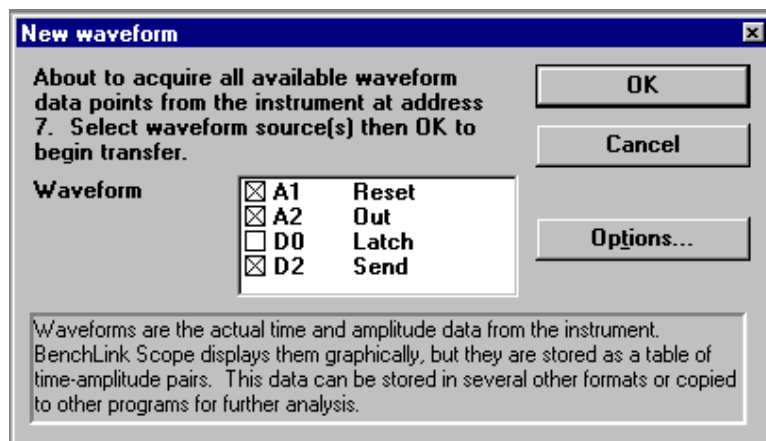 New waveform
About to acquire all available waveform
data points from the instrument at address
7. Select waveform source(s) then OK to
begin transfer.
OK
Cancel
Waveform
A1 Reset
A2 Out
D0 Latch
D2 Send
Options...
Waveforms are the actual time and amplitude data from the instrument.
BenchLink Scope displays them graphically, but they are stored as a table of
time-amplitude pairs. This data can be stored in several other formats or copied
to other programs for further analysis.